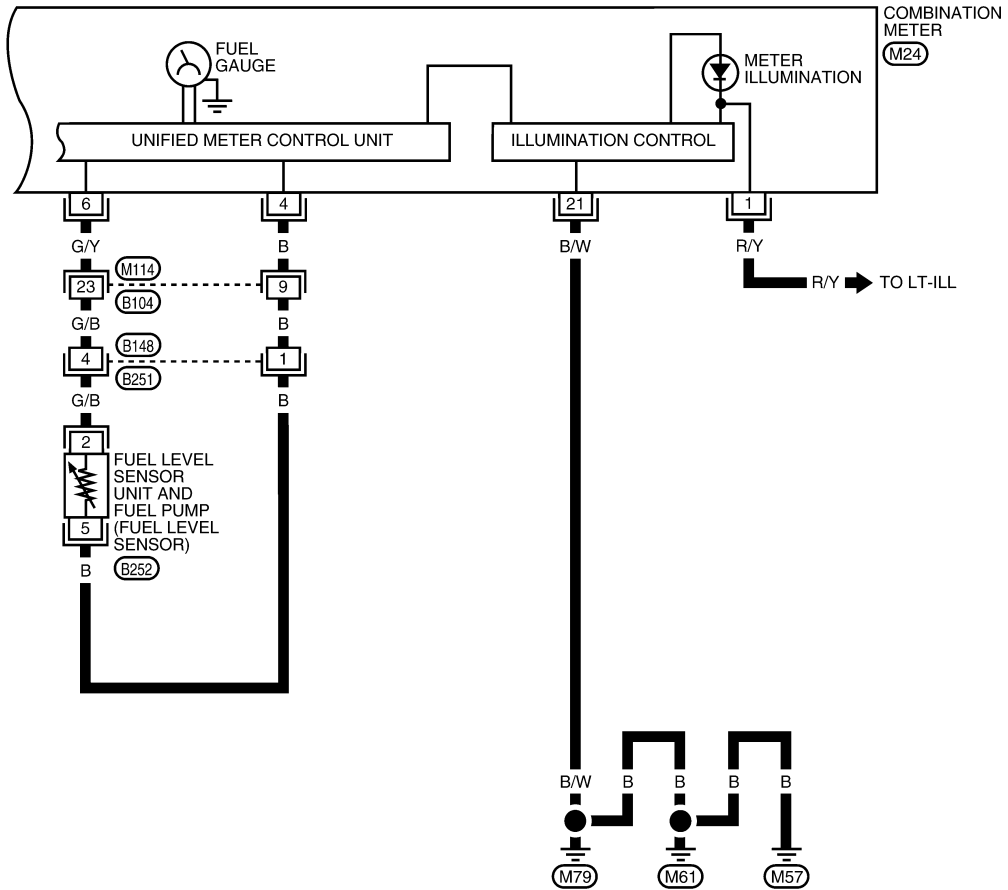 COMBINATION
METER
M24
FUEL
GAUGE
METER
ILLUMINATION
UNIFIED METER CONTROL UNIT
ILLUMINATION CONTROL
6
4
21
1
G/Y
B
B/W
R/Y
M114
23
9
B104
R/Y
TO LT-ILL
G/B
B
B148
4
1
B251
G/B
B
2
FUEL LEVEL
SENSOR
UNIT AND
FUEL PUMP
(FUEL LEVEL
SENSOR)
5
B
B252
B/W
B
B
B
B
M79
M61
M57